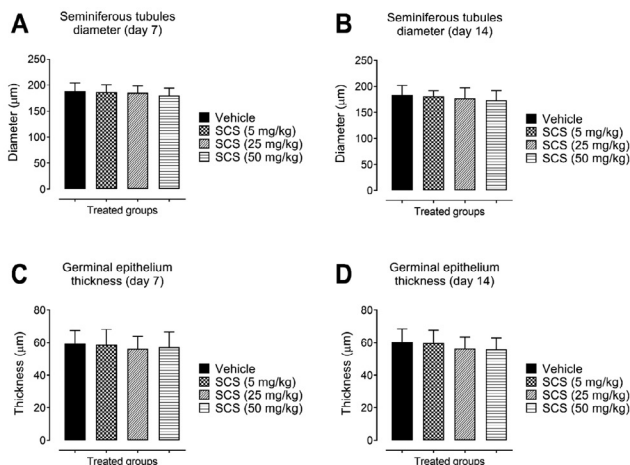 A
Seminiferous tubules
diameter (day 7)
250
200
150
100
50
0
Diameter (μm)
Vehicle
SCS (5 mg/kg)
SCS (25 mg/kg)
SCS (50 mg/kg)
Treated groups
B
Seminiferous tubules
diameter (day 14)
250
200
150
100
50
0
Diameter (μm)
Vehicle
SCS (5 mg/kg)
SCS (25 mg/kg)
SCS (50 mg/kg)
Treated groups
C
Germinal epithelium
thickness (day 7)
80
60
40
20
0
Thickness (μm)
Vehicle
SCS (5 mg/kg)
SCS (25 mg/kg)
SCS (50 mg/kg)
Treated groups
D
Germinal epithelium
thickness (day 14)
80
60
40
20
0
Thickness (μm)
Vehicle
SCS (5 mg/kg)
SCS (25 mg/kg)
SCS (50 mg/kg)
Treated groups